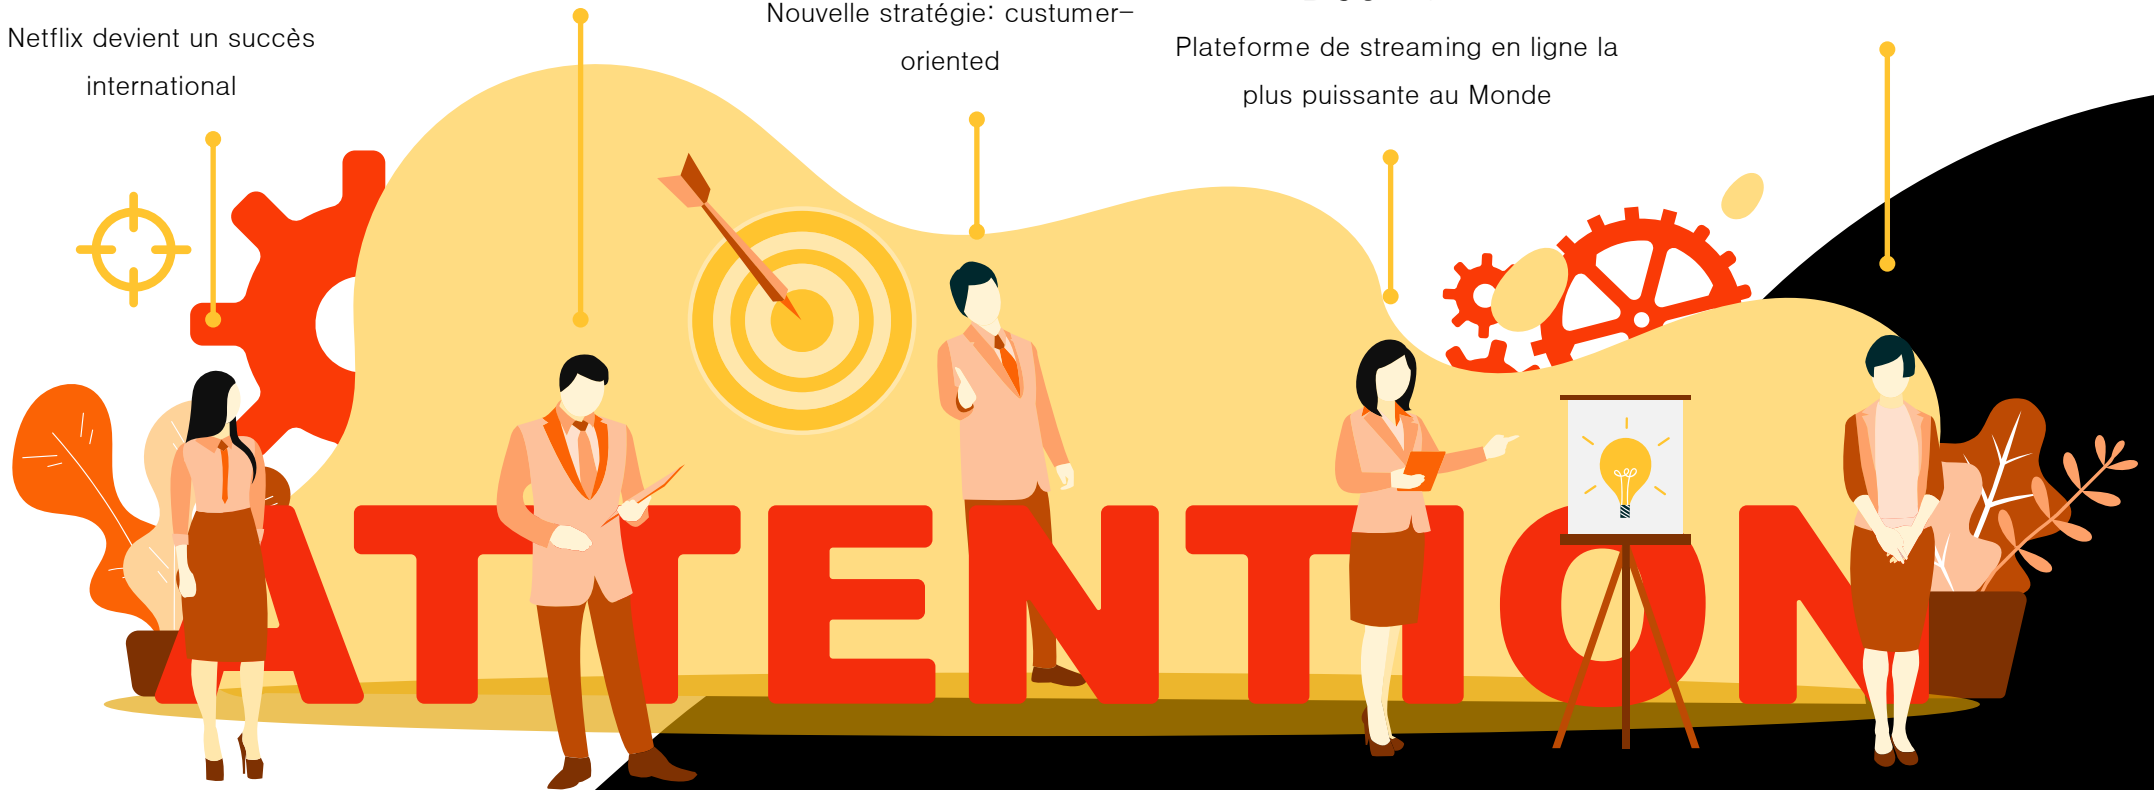 Netflix devient un succès
international
Nouvelle stratégie: custumer-
oriented
Plateforme de streaming en ligne la
plus puissante au Monde
ATTENTION